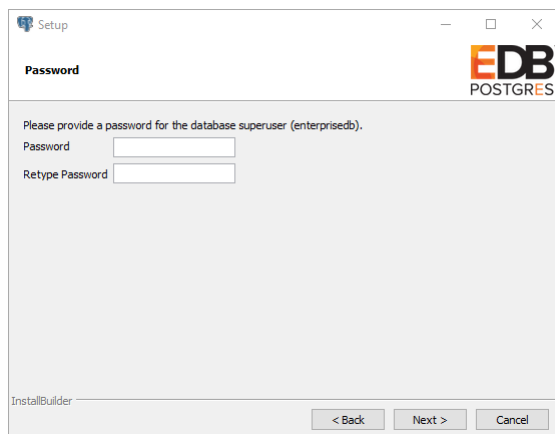 Setup
EDB
POSTGRES
Password
Please provide a password for the database superuser (enterprisedb).
Password
Retype Password
InstallBuilder
< Back Next > Cancel